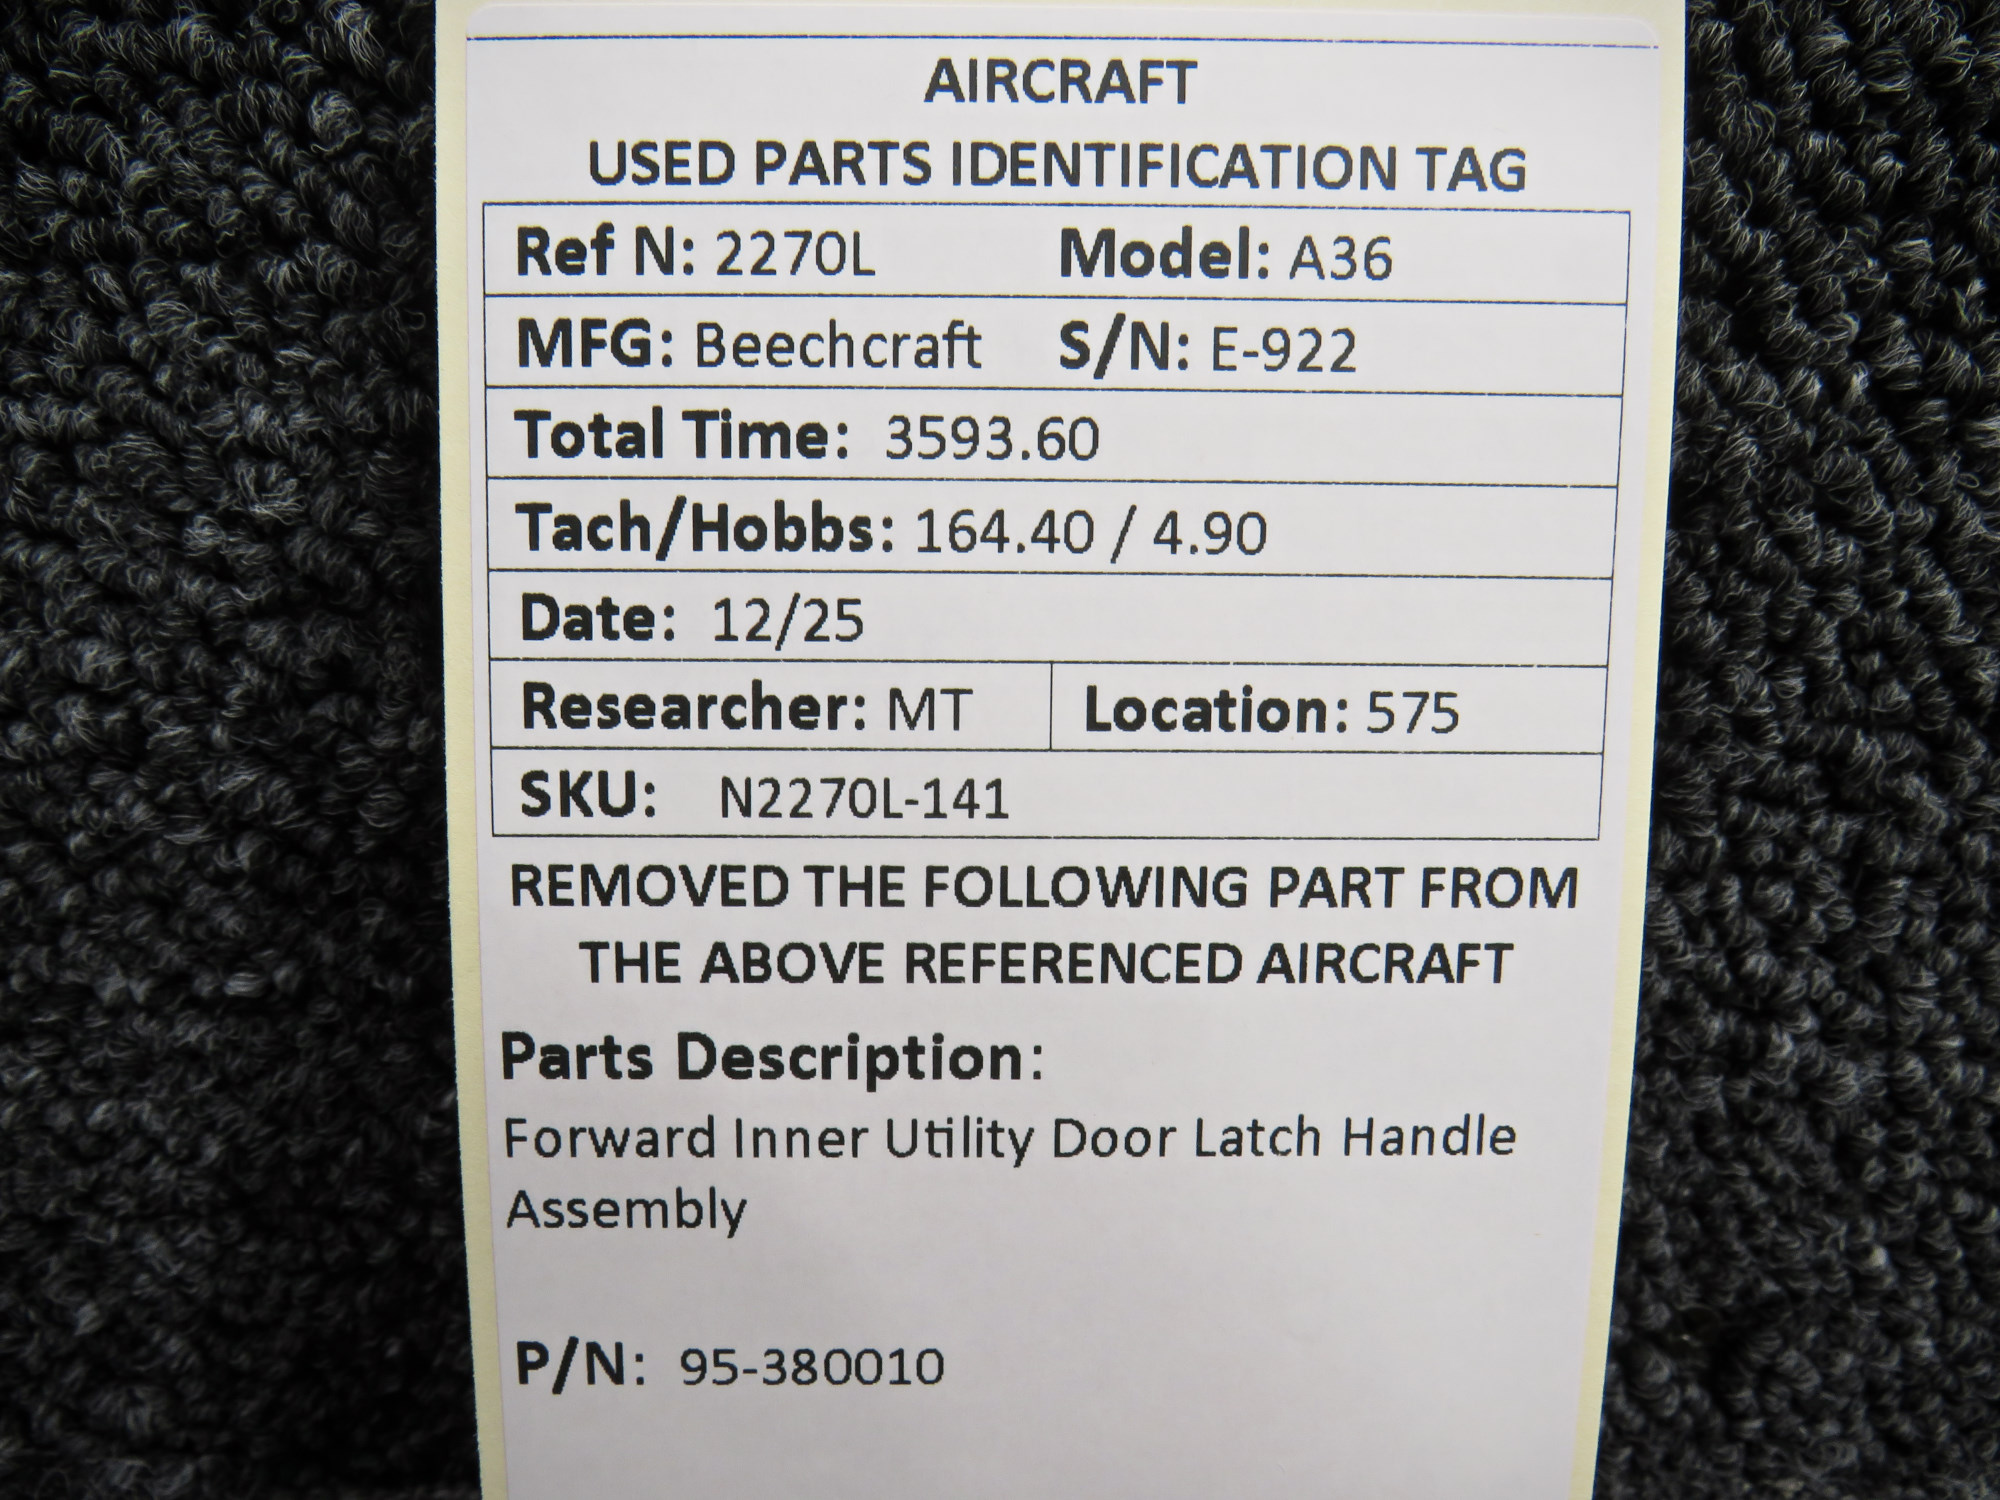 AIRCRAFT
USED PARTS IDENTIFICATION TAG
Ref N: 2270L Model: A36
MFG: Beechcraft S/N: E-922
Total Time: 3593.60
Tach/Hobbs: 164.40 / 4.90
Date: 12/25
Researcher: MT Location: 575
SKU: N2270L-141
REMOVED THE FOLLOWING PART FROM
THE ABOVE REFERENCED AIRCRAFT
Parts Description:
Forward Inner Utility Door Latch Handle
Assembly
P/N: 95-380010